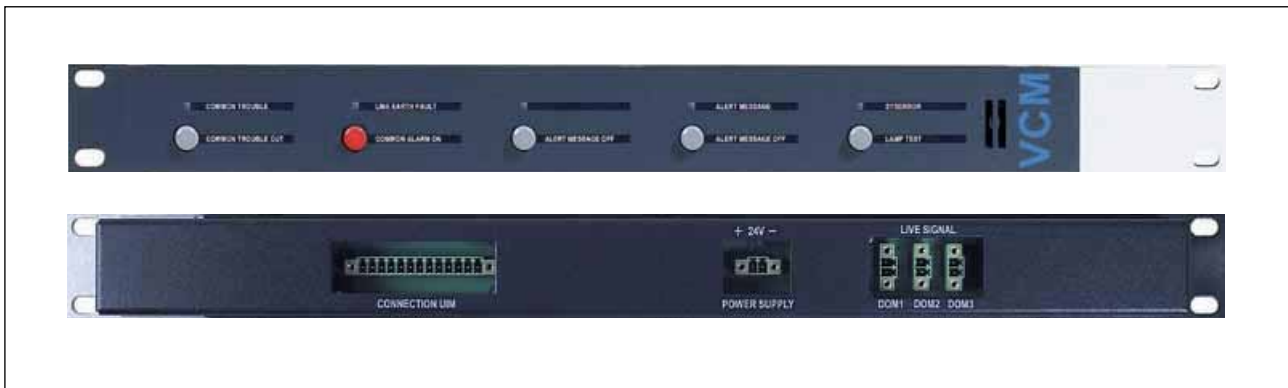 COMMON TROUBLE
LINE EARTH FAULT
ALERT MESSAGE
SYSERROR
COMMON TROUBLE OUT
COMMON ALARM ON
ALERT MESSAGE OFF
ALERT MESSAGE OFF
LAMP TEST
VCM
+ 24V –
LIVE SIGNAL
CONNECTION UIM
POWER SUPPLY
DOM1 DOM2 DOM3